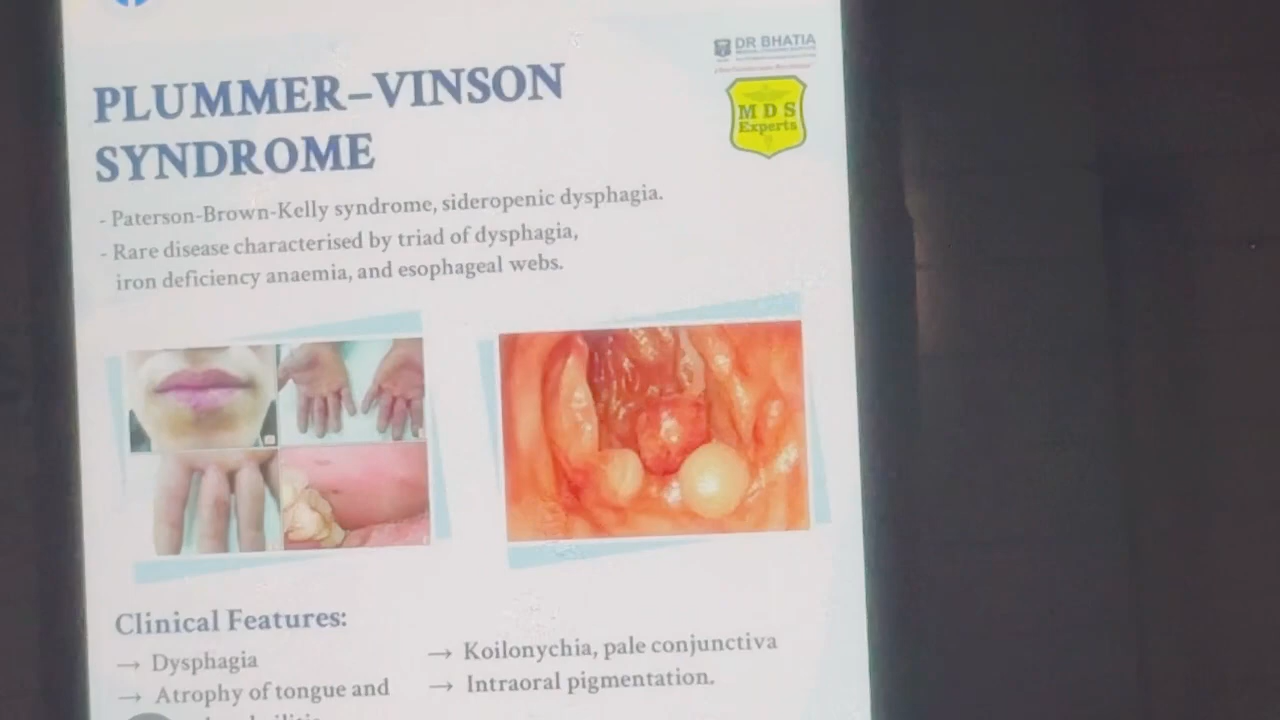 DR BHATIA
M D S
Experts
PLUMMER–VINSON
SYNDROME
- Paterson-Brown-Kelly syndrome, sideropenic dysphagia.
- Rare disease characterised by triad of dysphagia,
iron deficiency anaemia, and esophageal webs.
Clinical Features:
→ Dysphagia
→ Atrophy of tongue and
→ Koilonychia, pale conjunctiva
→ Intraoral pigmentation.